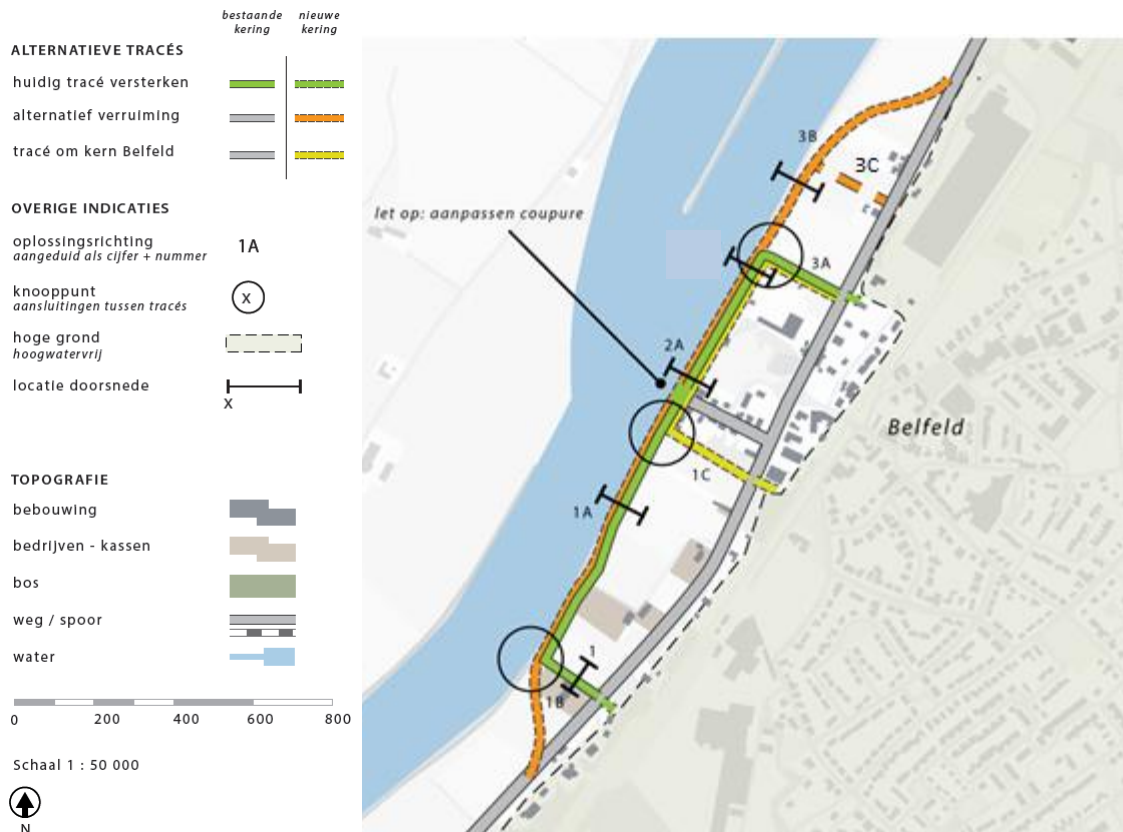 bestaande nieuwe
kering kering
ALTERNATIEVE TRACÉS
huidig tracé versterken
alternatief verruiming
tracé om kern Belfeld
OVERIGE INDICATIES
oplossingsrichting 1A
aangeduid als cijfer + nummer
knooppunt x
aansluitingen tussen tracés
hoge grond
hoogwatervrij
locatie doorsnede
x
TOPOGRAFIE
bebouwing
bedrijven - kassen
bos
weg / spoor
water
0 200 400 600 800
Schaal 1 : 50 000
N
3B
3C
let op: aanpassen coupure
3A
2A
Belfeld
1C
1A
1
1B